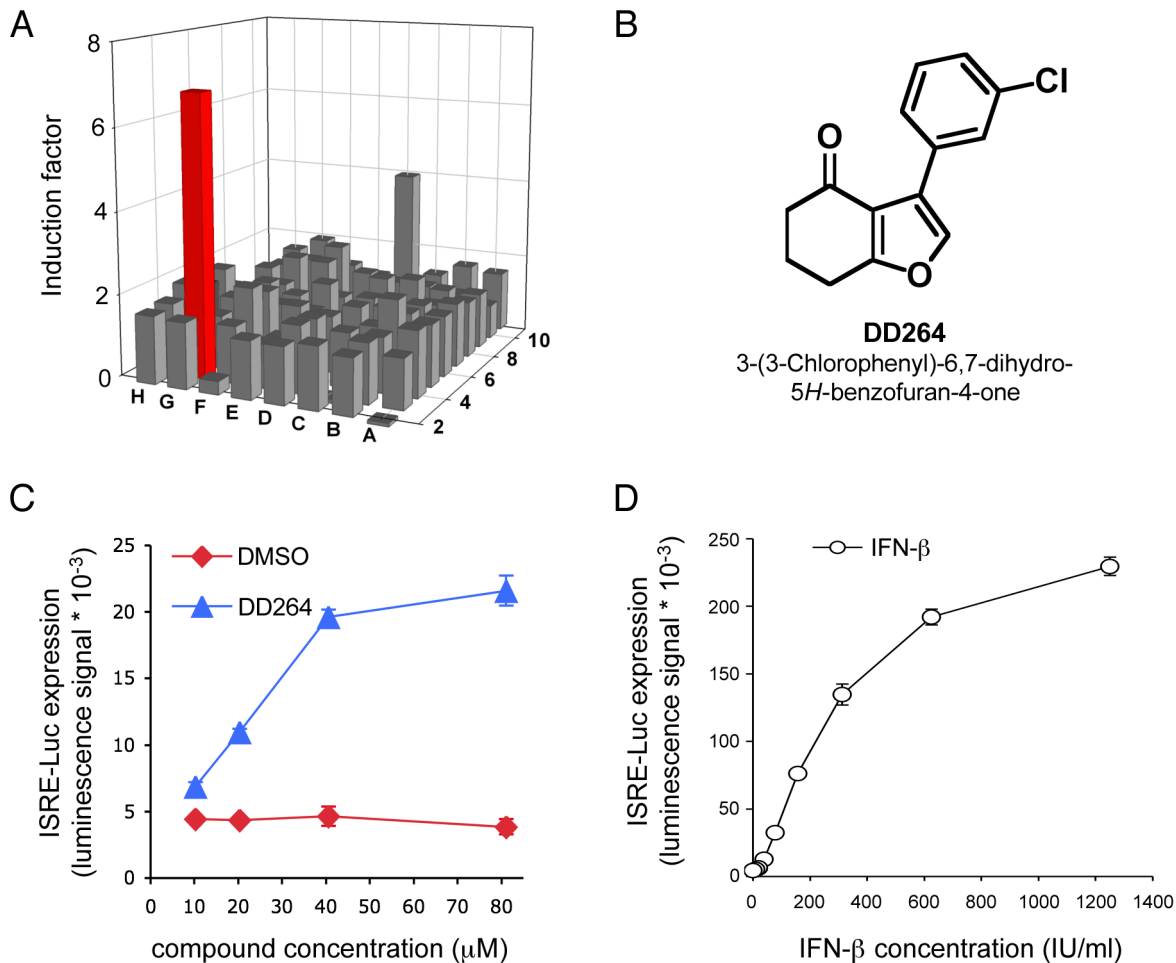 A
8
6
4
2
0
Induction factor
H
G
F
E
D
C
B
A
2
4
6
8
10
B
Cl
O
O
DD264
3-(3-Chlorophenyl)-6,7-dihydro-
5H-benzofuran-4-one
C
DMSO
DD264
ISRE-Luc expression
(luminescence signal * 10-3)
25
20
15
10
5
0
0 10 20 30 40 50 60 70 80
compound concentration (μM)
D
IFN-β
ISRE-Luc expression
(luminescence signal * 10-3)
250
200
150
100
50
0
0 200 400 600 800 1000 1200 1400
IFN-β concentration (IU/ml)